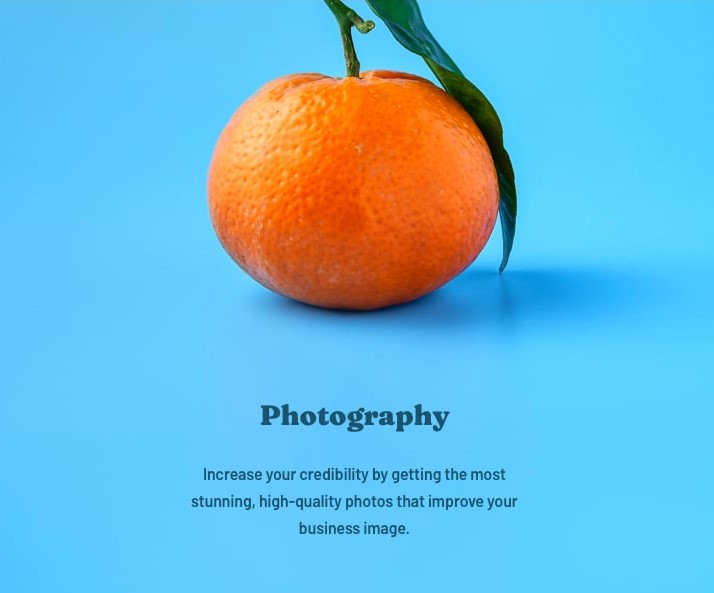 Photography
Increase your credibility by getting the most
stunning, high-quality photos that improve your
business image.